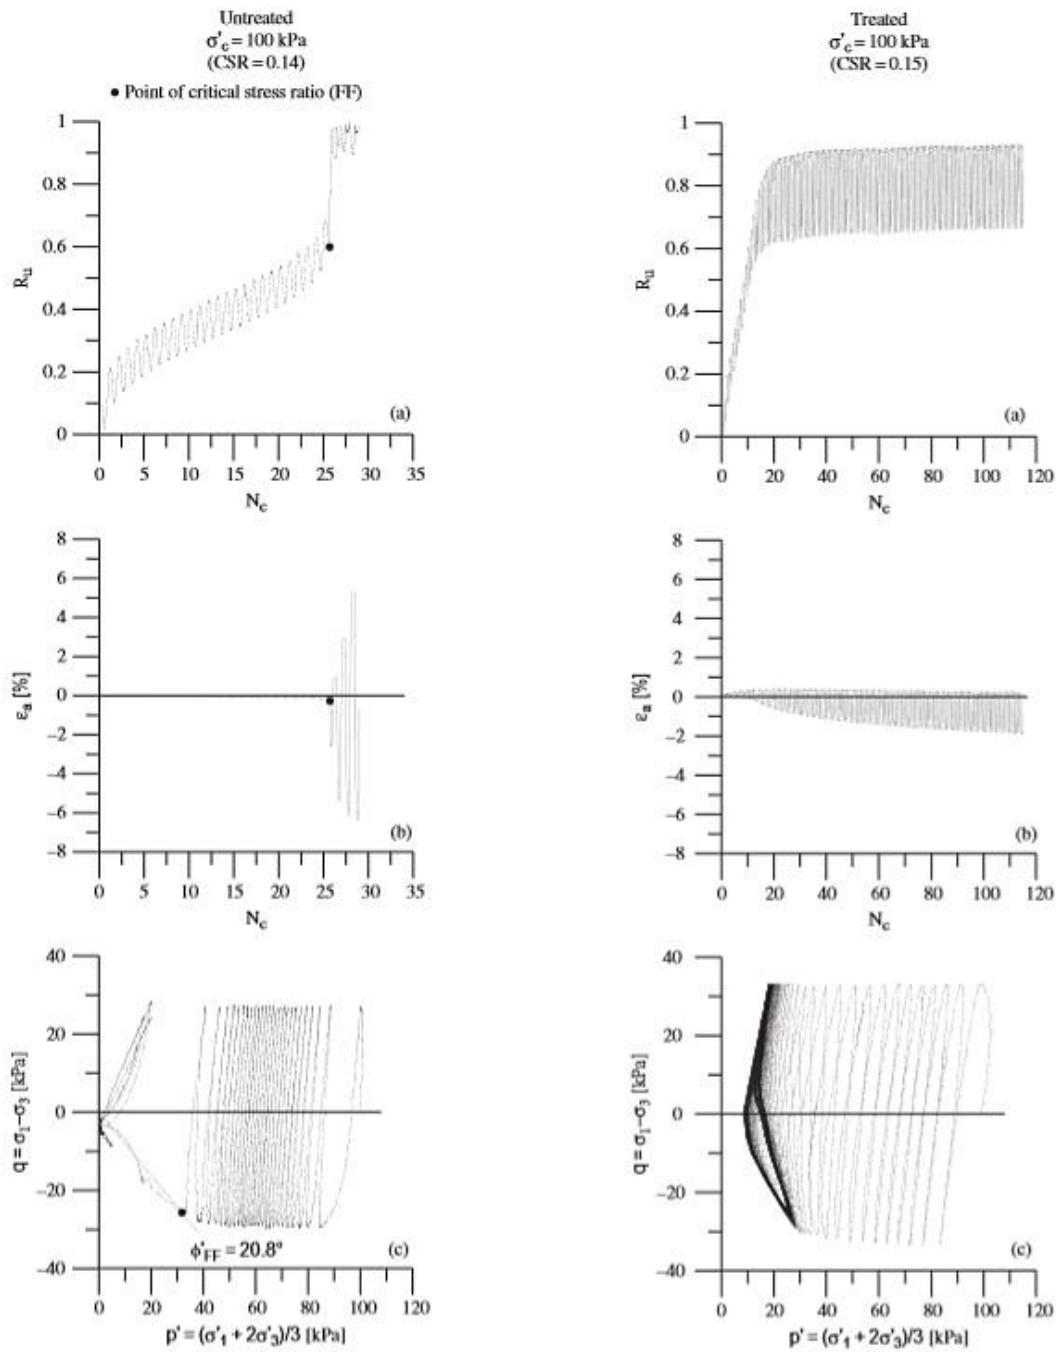 Untreated
σ'c = 100 kPa
(CSR = 0.14)
● Point of critical stress ratio (FF)
1
0.8
0.6
0.4
0.2
0
Ru
(a)
0 5 10 15 20 25 30 35
Nc
8
6
4
2
0
−2
−4
−6
−8
εa [%]
(b)
0 5 10 15 20 25 30 35
Nc
40
20
0
−20
−40
q = σ1−σ3 [kPa]
ϕ'FF = 20.8°
(c)
0 20 40 60 80 100 120
p' = (σ'1 + 2σ'3)/3 [kPa]
Treated
σ'c = 100 kPa
(CSR = 0.15)
1
0.8
0.6
0.4
0.2
0
Ru
(a)
0 20 40 60 80 100 120
Nc
8
6
4
2
0
−2
−4
−6
−8
εa [%]
(b)
0 20 40 60 80 100 120
Nc
40
20
0
−20
−40
q = σ1−σ3 [kPa]
(c)
0 20 40 60 80 100 120
p' = (σ'1 + 2σ'3)/3 [kPa]